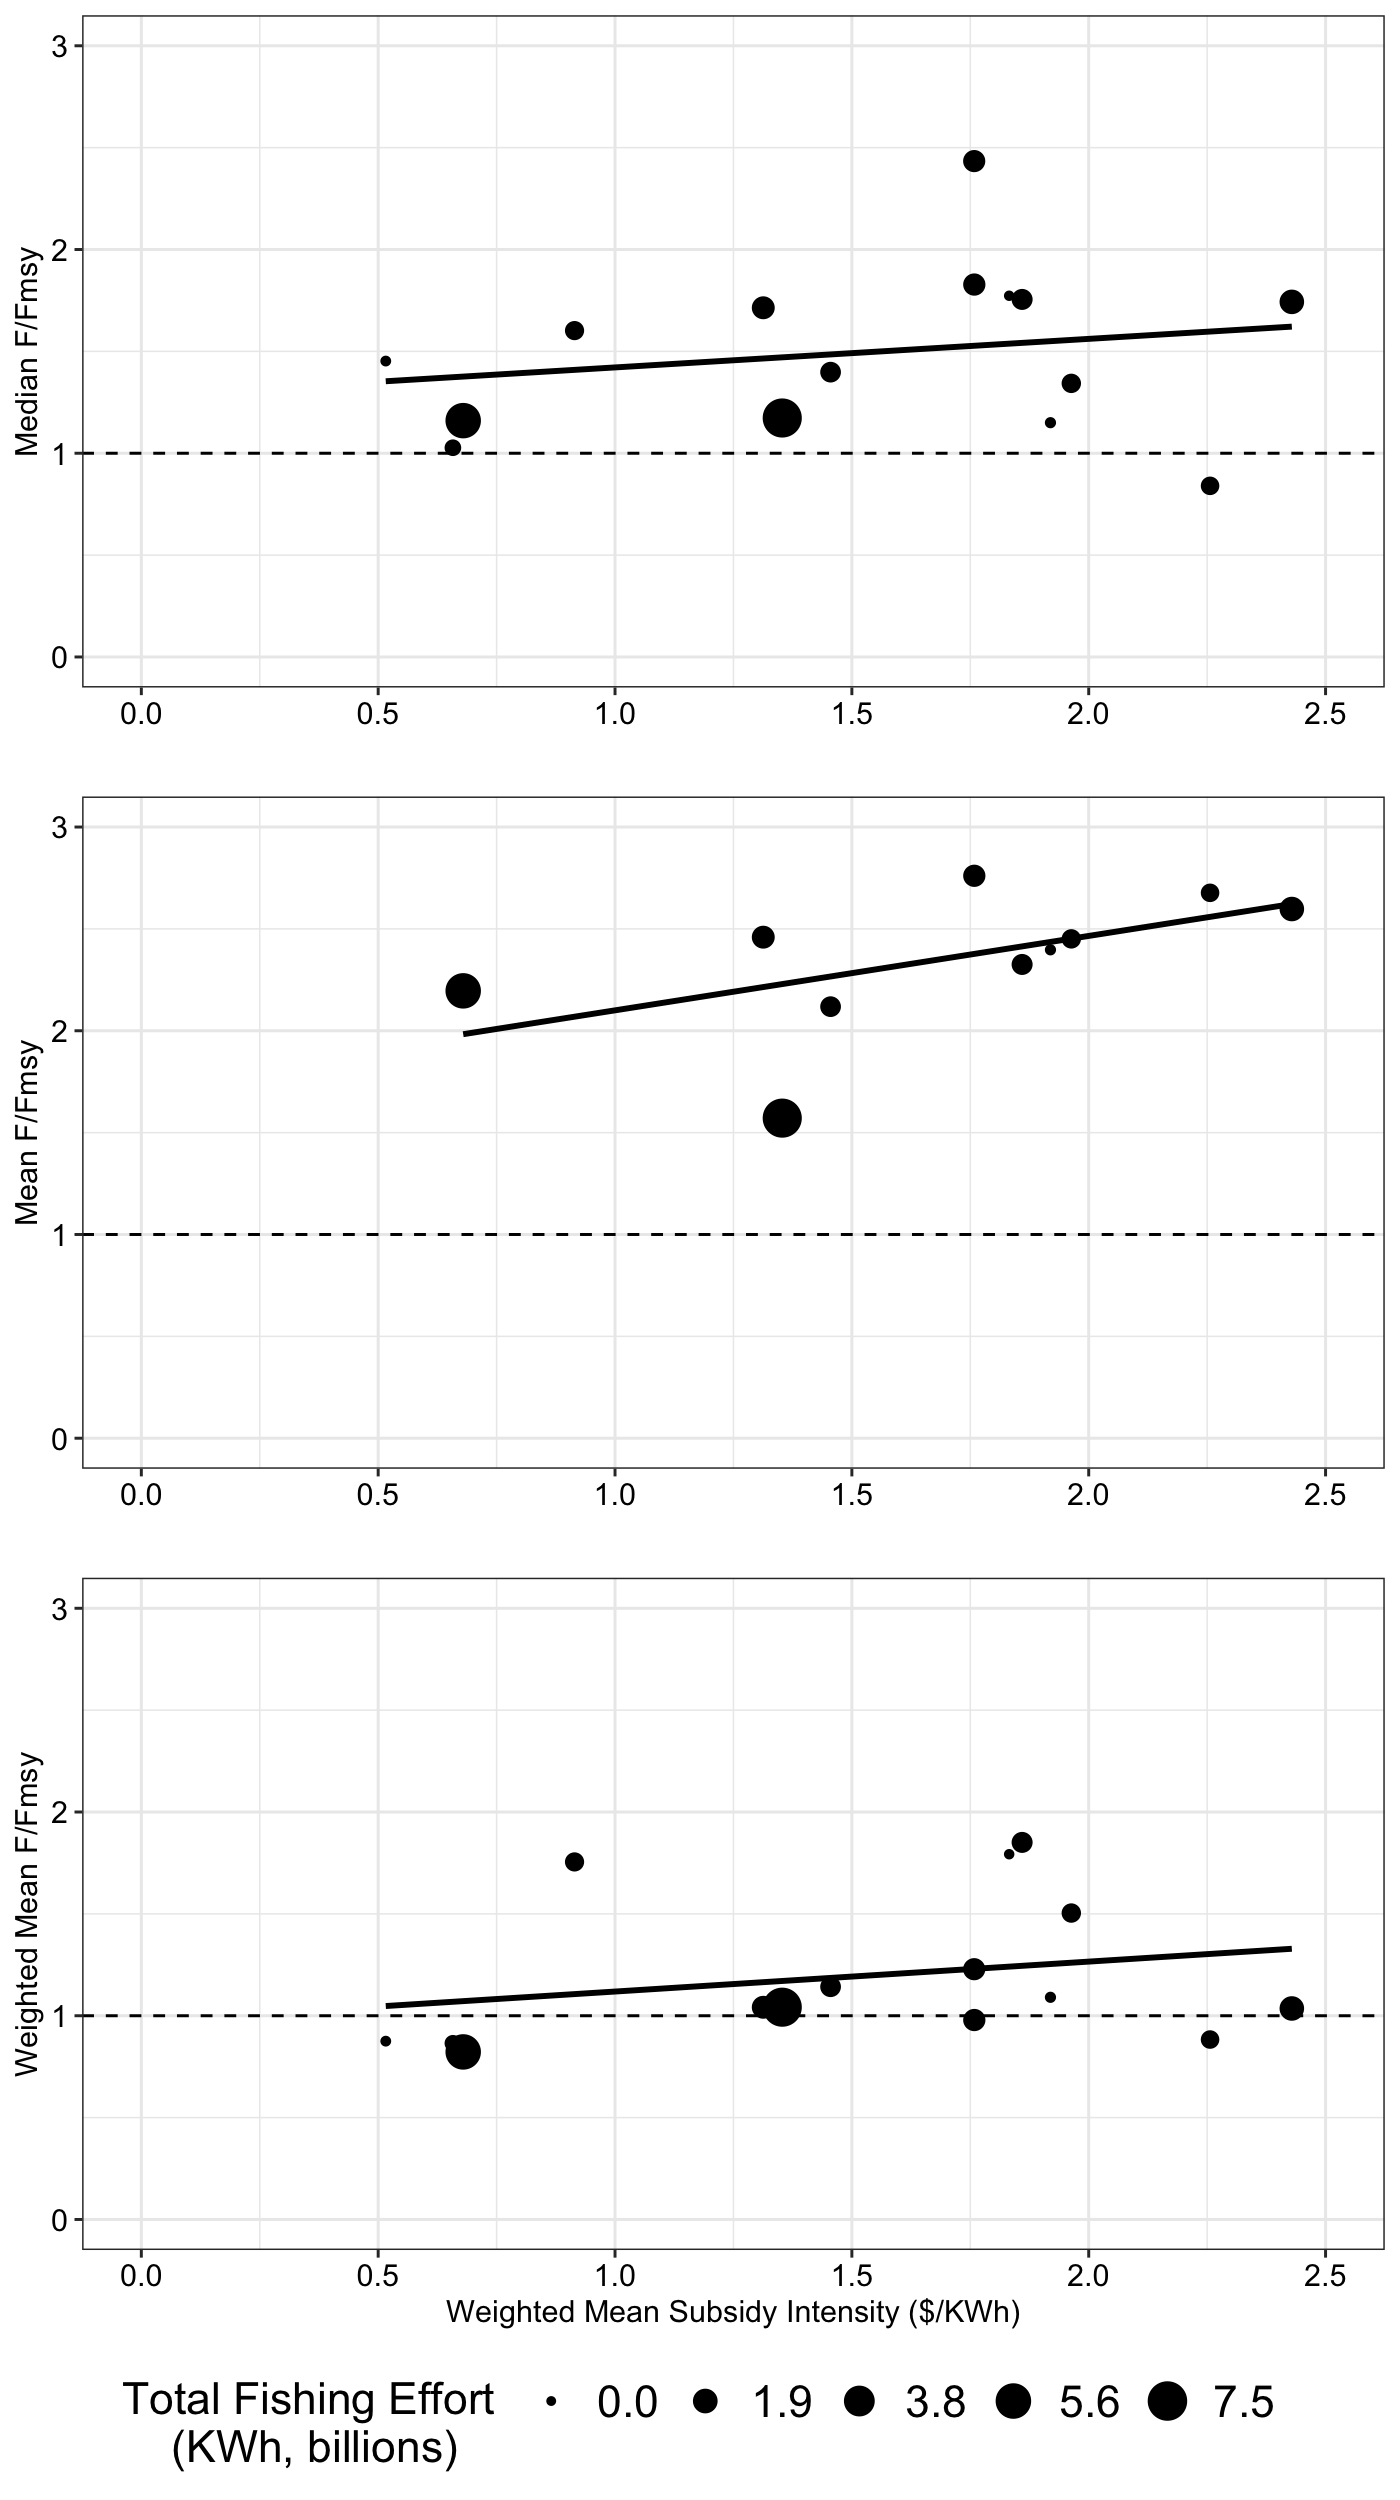 3
2
1
0
Median F/Fmsy
0.0 0.5 1.0 1.5 2.0 2.5
3
2
1
0
Mean F/Fmsy
0.0 0.5 1.0 1.5 2.0 2.5
3
2
1
0
Weighted Mean F/Fmsy
0.0 0.5 1.0 1.5 2.0 2.5
Weighted Mean Subsidy Intensity ($/KWh)
Total Fishing Effort 0.0 1.9 3.8 5.6 7.5
(KWh, billions)